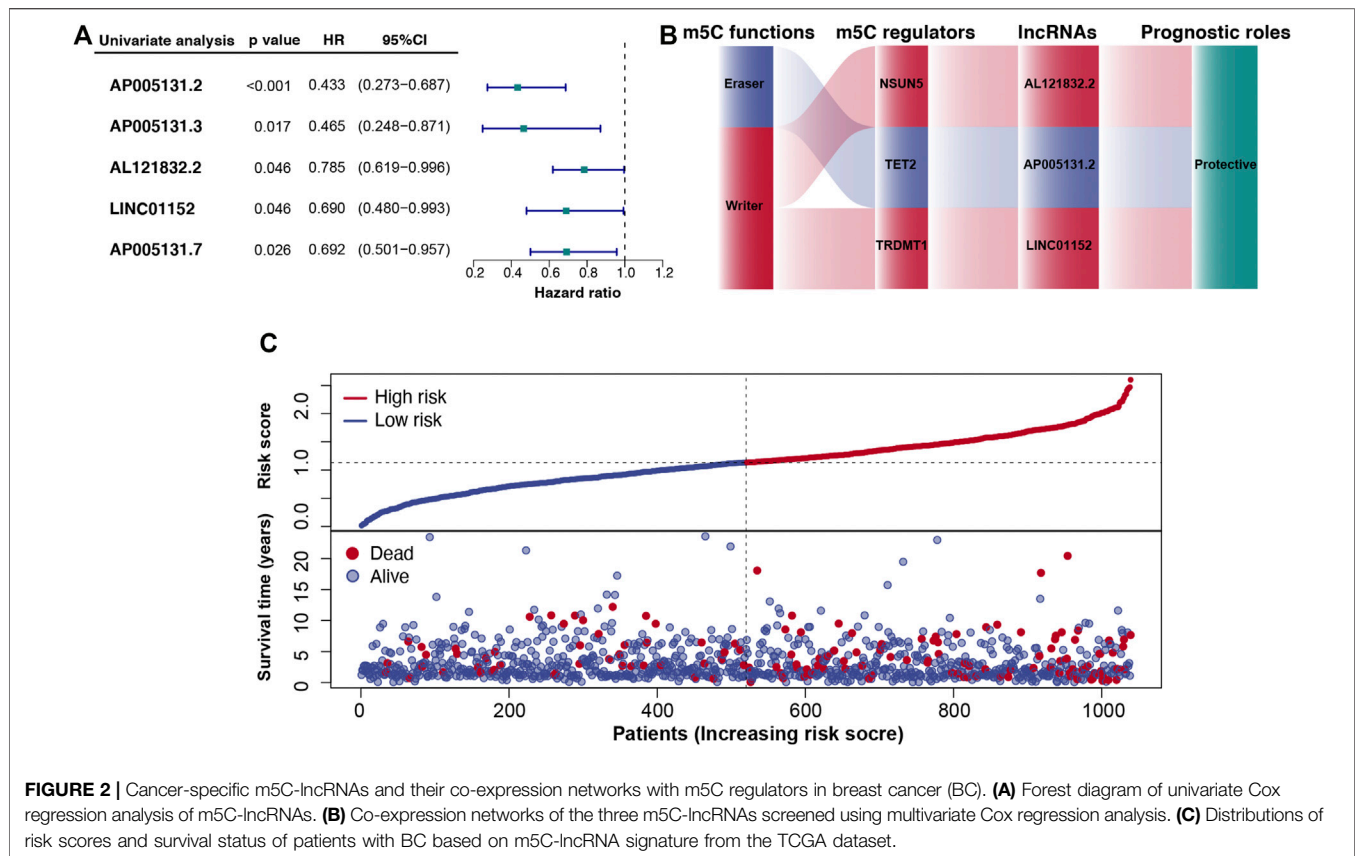 A
Univariate analysis p value HR 95%CI
AP005131.2 <0.001 0.433 (0.273−0.687)
AP005131.3 0.017 0.465 (0.248−0.871)
AL121832.2 0.046 0.785 (0.619−0.996)
LINC01152 0.046 0.690 (0.480−0.993)
AP005131.7 0.026 0.692 (0.501−0.957)
0.2 0.4 0.6 0.8 1.0 1.2
Hazard ratio
B
m5C functions m5C regulators lncRNAs Prognostic roles
Eraser NSUN5 AL121832.2
TET2 AP005131.2 Protective
Writer
TRDMT1 LINC01152
C
High risk
Low risk
Risk score
0.0 1.0 2.0
Dead
Alive
Survival time (years)
0 5 10 15 20
0 200 400 600 800 1000
Patients (Increasing risk socre)
FIGURE 2 | Cancer-specific m5C-lncRNAs and their co-expression networks with m5C regulators in breast cancer (BC). (A) Forest diagram of univariate Cox
regression analysis of m5C-lncRNAs. (B) Co-expression networks of the three m5C-lncRNAs screened using multivariate Cox regression analysis. (C) Distributions of
risk scores and survival status of patients with BC based on m5C-lncRNA signature from the TCGA dataset.